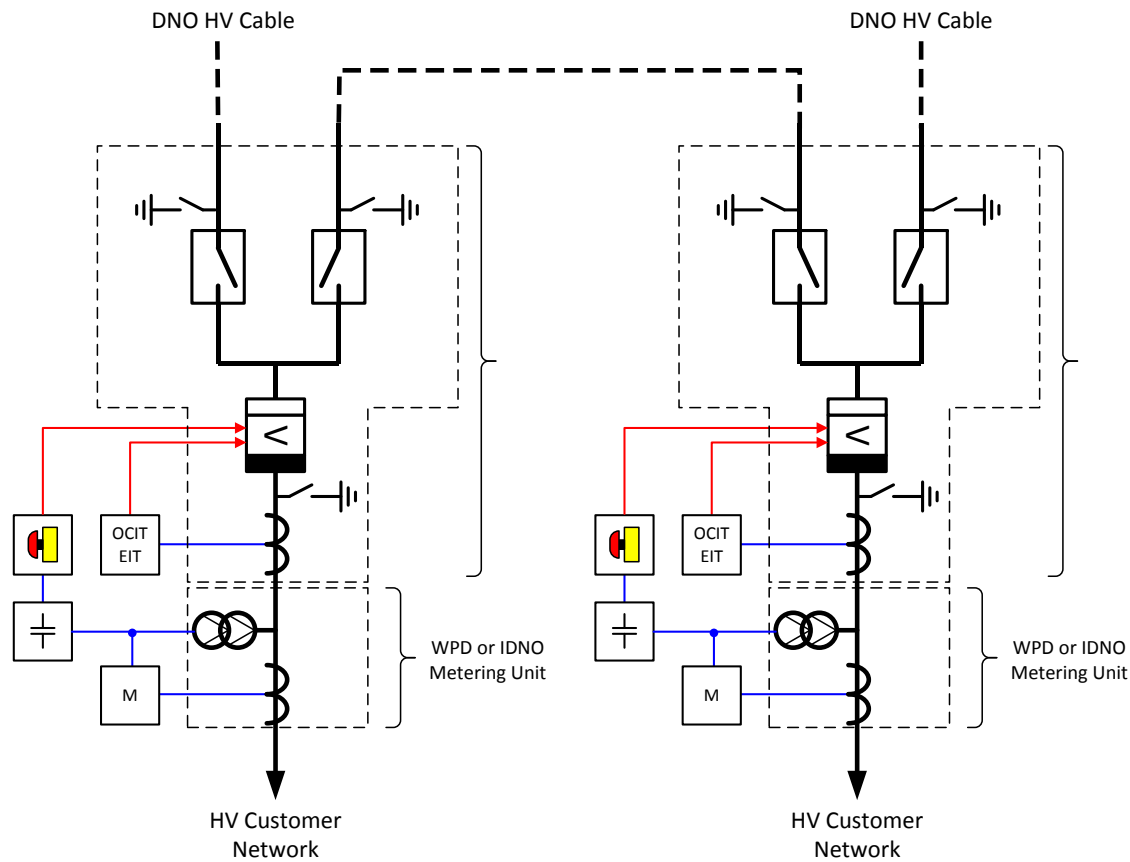 DNO HV Cable
DNO HV Cable
OCIT
EIT
OCIT
EIT
WPD or IDNO
Metering Unit
WPD or IDNO
Metering Unit
M
M
HV Customer
Network
HV Customer
Network